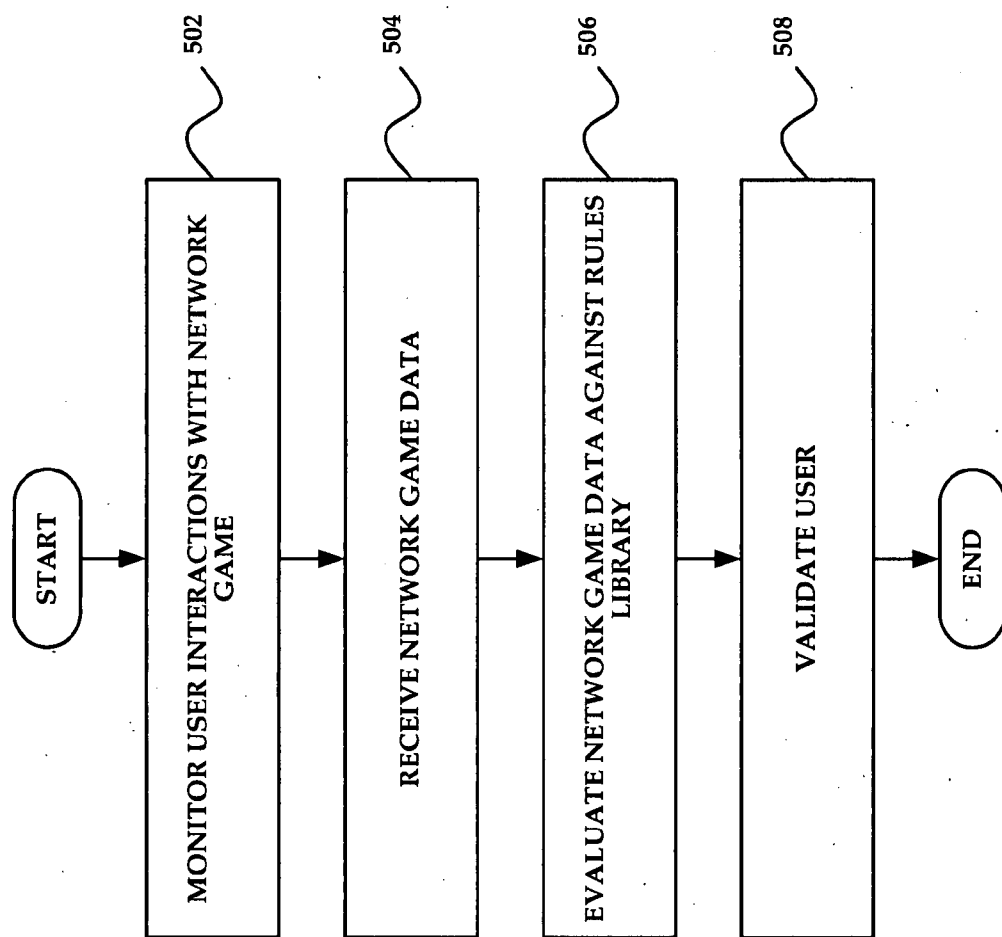 START
MONITOR USER INTERACTIONS WITH NETWORK
GAME
502
RECEIVE NETWORK GAME DATA
504
EVALUATE NETWORK GAME DATA AGAINST RULES
LIBRARY
506
VALIDATE USER
508
END